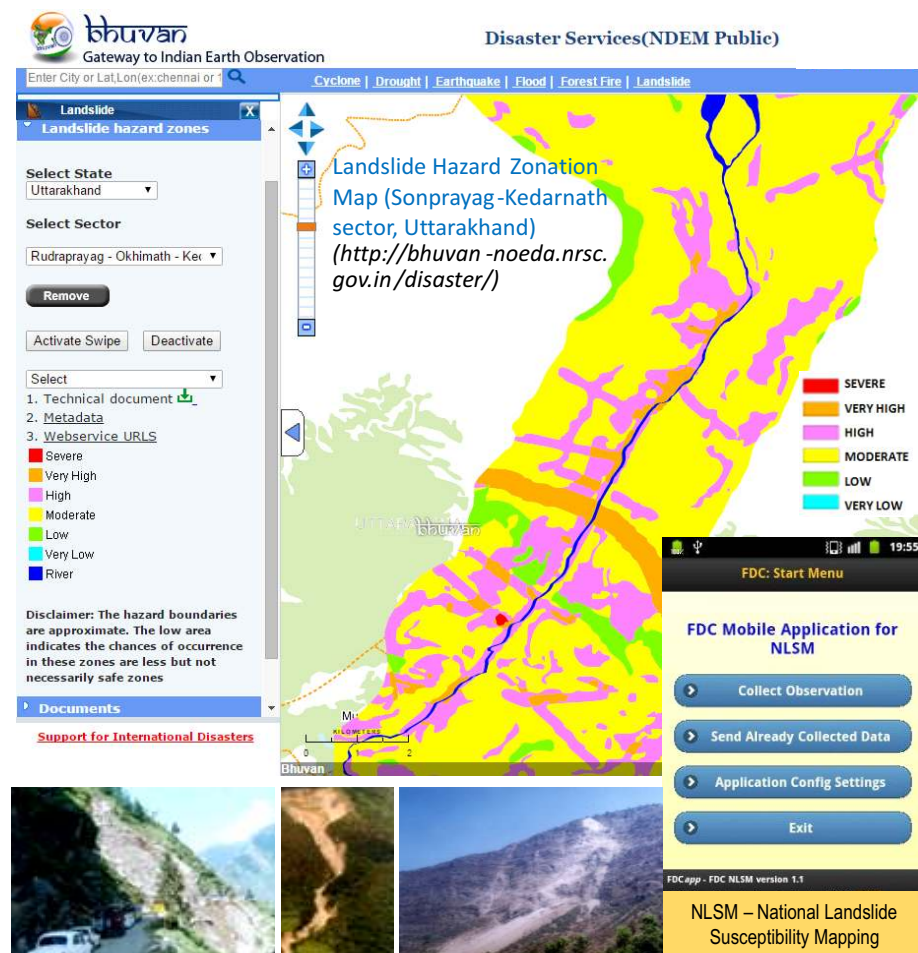 bhuvan
Gateway to Indian Earth Observation
Disaster Services(NDEM Public)
Enter City or Lat,Lon(ex:chennai or 1
Cyclone | Drought | Earthquake | Flood | Forest Fire | Landslide
Landslide
X
Landslide hazard zones
Select State
Uttarakhand
Select Sector
Rudraprayag - Okhimath - Kec
Remove
Activate Swipe
Deactivate
Select
1. Technical document
2. Metadata
3. Webservice URLS
Severe
Very High
High
Moderate
Low
Very Low
River
Disclaimer: The hazard boundaries
are approximate. The low area
indicates the chances of occurrence
in these zones are less but not
necessarily safe zones
Documents
Support for International Disasters
Landslide Hazard Zonation
Map (Sonprayag-Kedarnath
sector, Uttarakhand)
(http://bhuvan -noeda.nrsc.
gov.in/disaster/)
SEVERE
VERY HIGH
HIGH
MODERATE
LOW
VERY LOW
bhuvan
KILOMETERS
0 1 2
Bhuvan
19:55
FDC: Start Menu
FDC Mobile Application for
NLSM
Collect Observation
Send Already Collected Data
Application Config Settings
Exit
FDCapp - FDC NLSM version 1.1
NLSM – National Landslide
Susceptibility Mapping